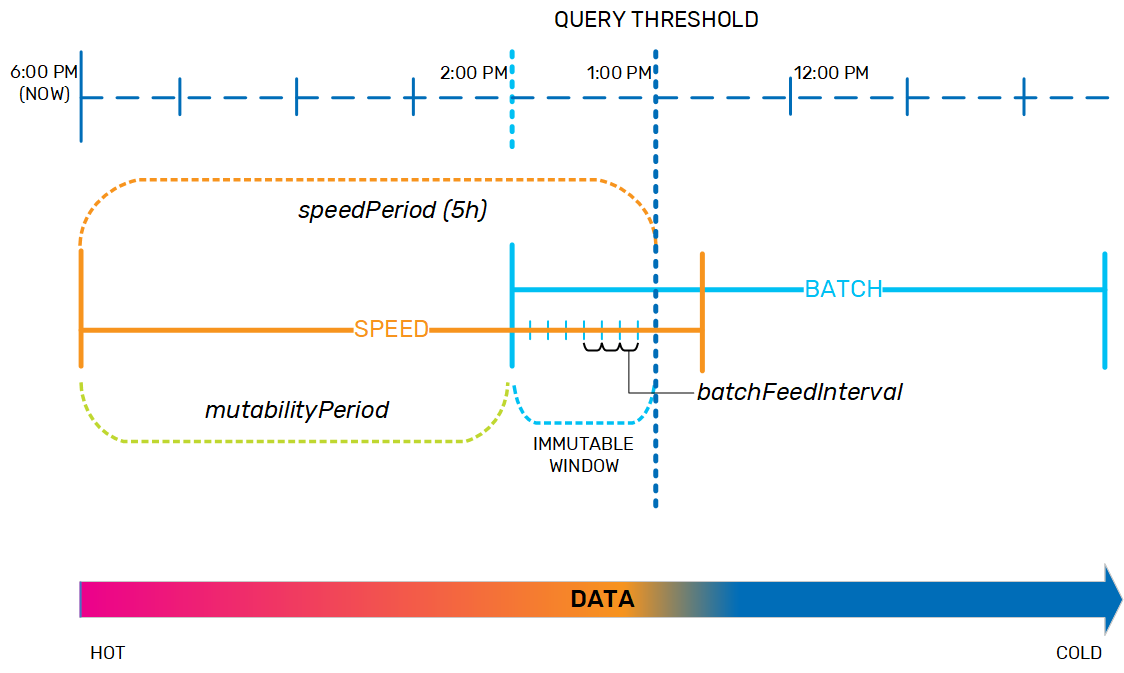 QUERY THRESHOLD
6:00 PM
(NOW)
2:00 PM
1:00 PM
12:00 PM
speedPeriod (5h)
BATCH
SPEED
batchFeedInterval
mutabilityPeriod
IMMUTABLE
WINDOW
DATA
HOT
COLD